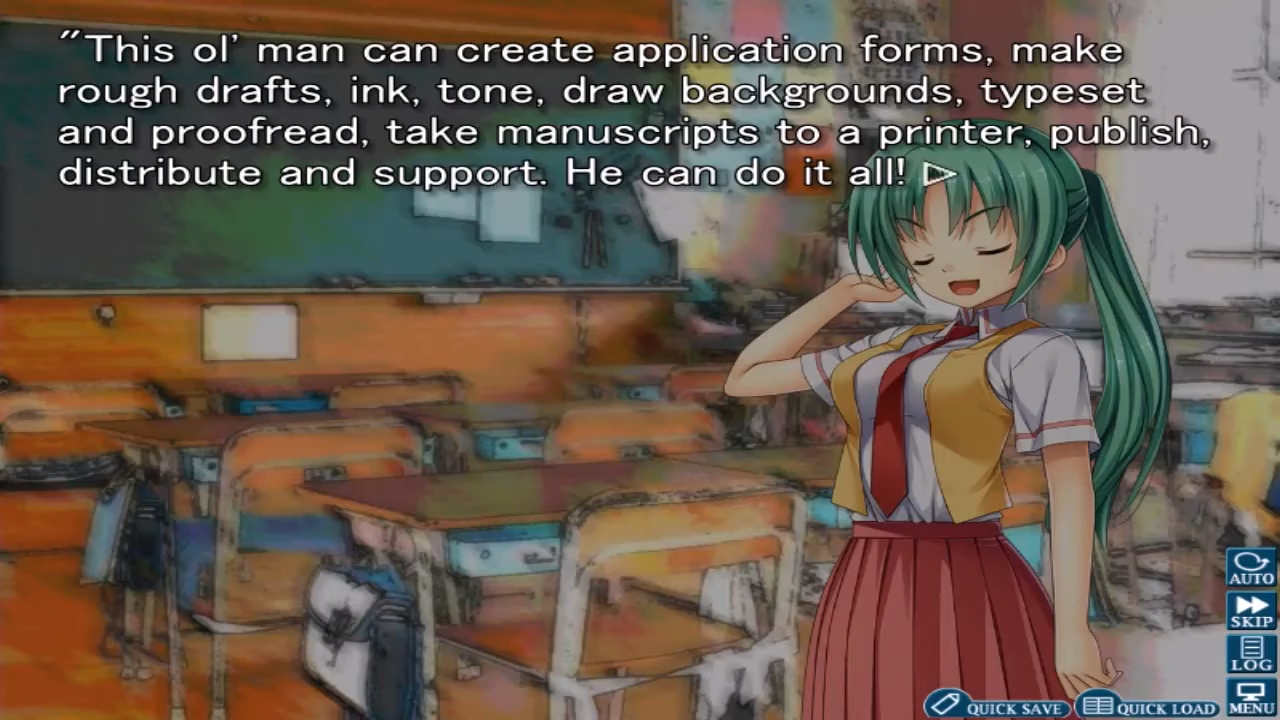 "This ol' man can create application forms, make
rough drafts, ink, tone, draw backgrounds, typeset
and proofread, take manuscripts to a printer, publish,
distribute and support. He can do it all!
AUTO
SKIP
LOG
MENU
QUICK SAVE
QUICK LOAD